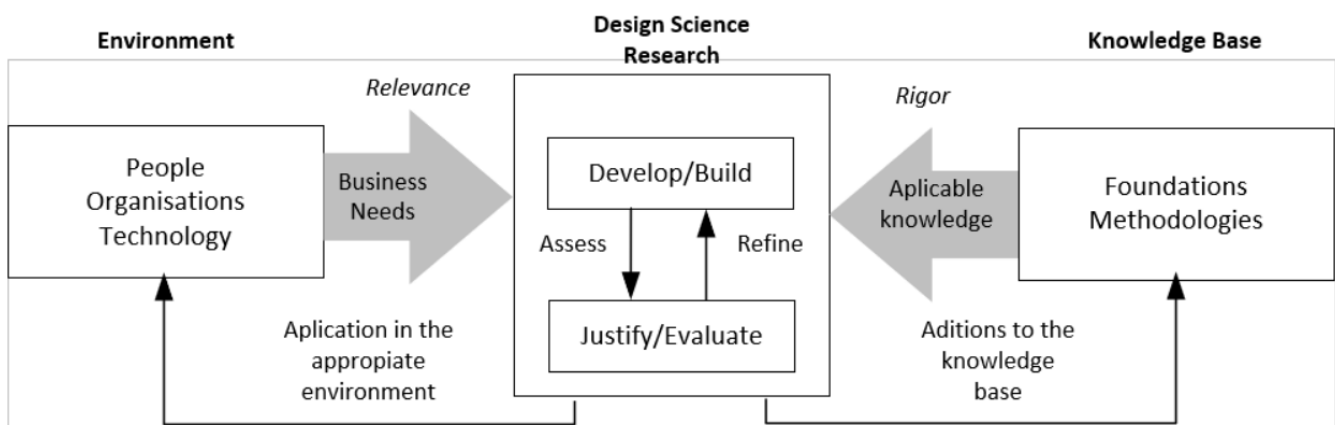 Environment
Design Science
Research
Knowledge Base
Relevance
Rigor
People
Organisations
Technology
Business
Needs
Develop/Build
Assess
Refine
Justify/Evaluate
Aplicable
knowledge
Foundations
Methodologies
Aplication in the
appropiate
environment
Aditions to the
knowledge
base